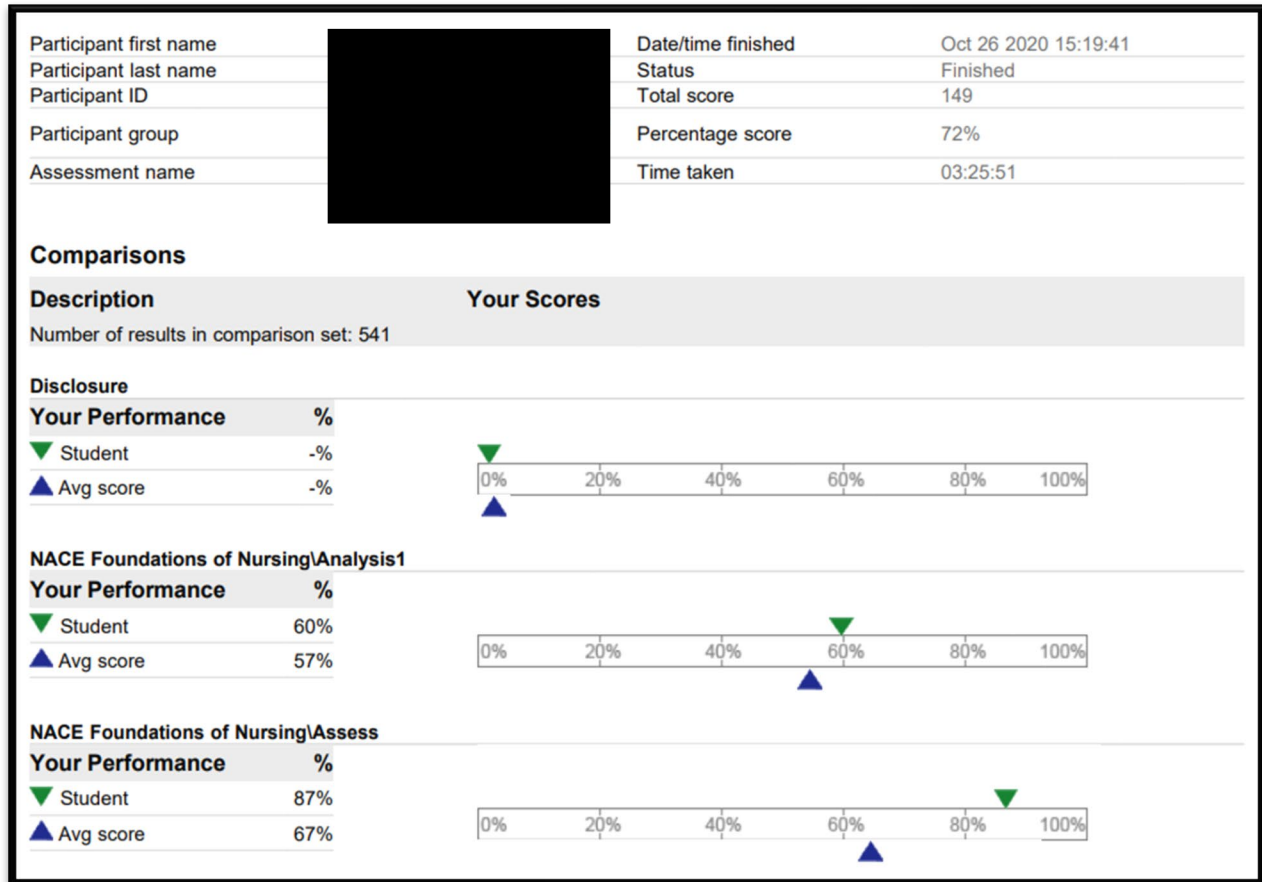 Participant first name Date/time finished Oct 26 2020 15:19:41
Participant last name Status Finished
Participant ID Total score 149
Participant group Percentage score 72%
Assessment name Time taken 03:25:51
Comparisons
Description Your Scores
Number of results in comparison set: 541
Disclosure
Your Performance %
Student -%
Avg score -%
0% 20% 40% 60% 80% 100%
NACE Foundations of Nursing\Analysis1
Your Performance %
Student 60%
Avg score 57%
0% 20% 40% 60% 80% 100%
NACE Foundations of Nursing\Assess
Your Performance %
Student 87%
Avg score 67%
0% 20% 40% 60% 80% 100%